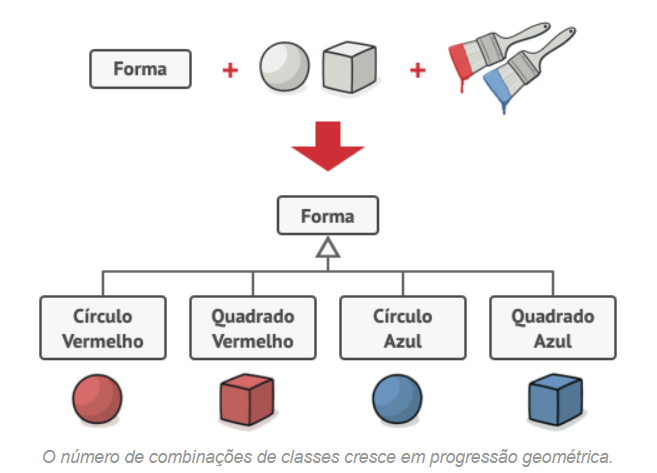 Forma
Forma
Círculo
Vermelho
Quadrado
Vermelho
Círculo
Azul
Quadrado
Azul
O número de combinações de classes cresce em progressão geométrica.